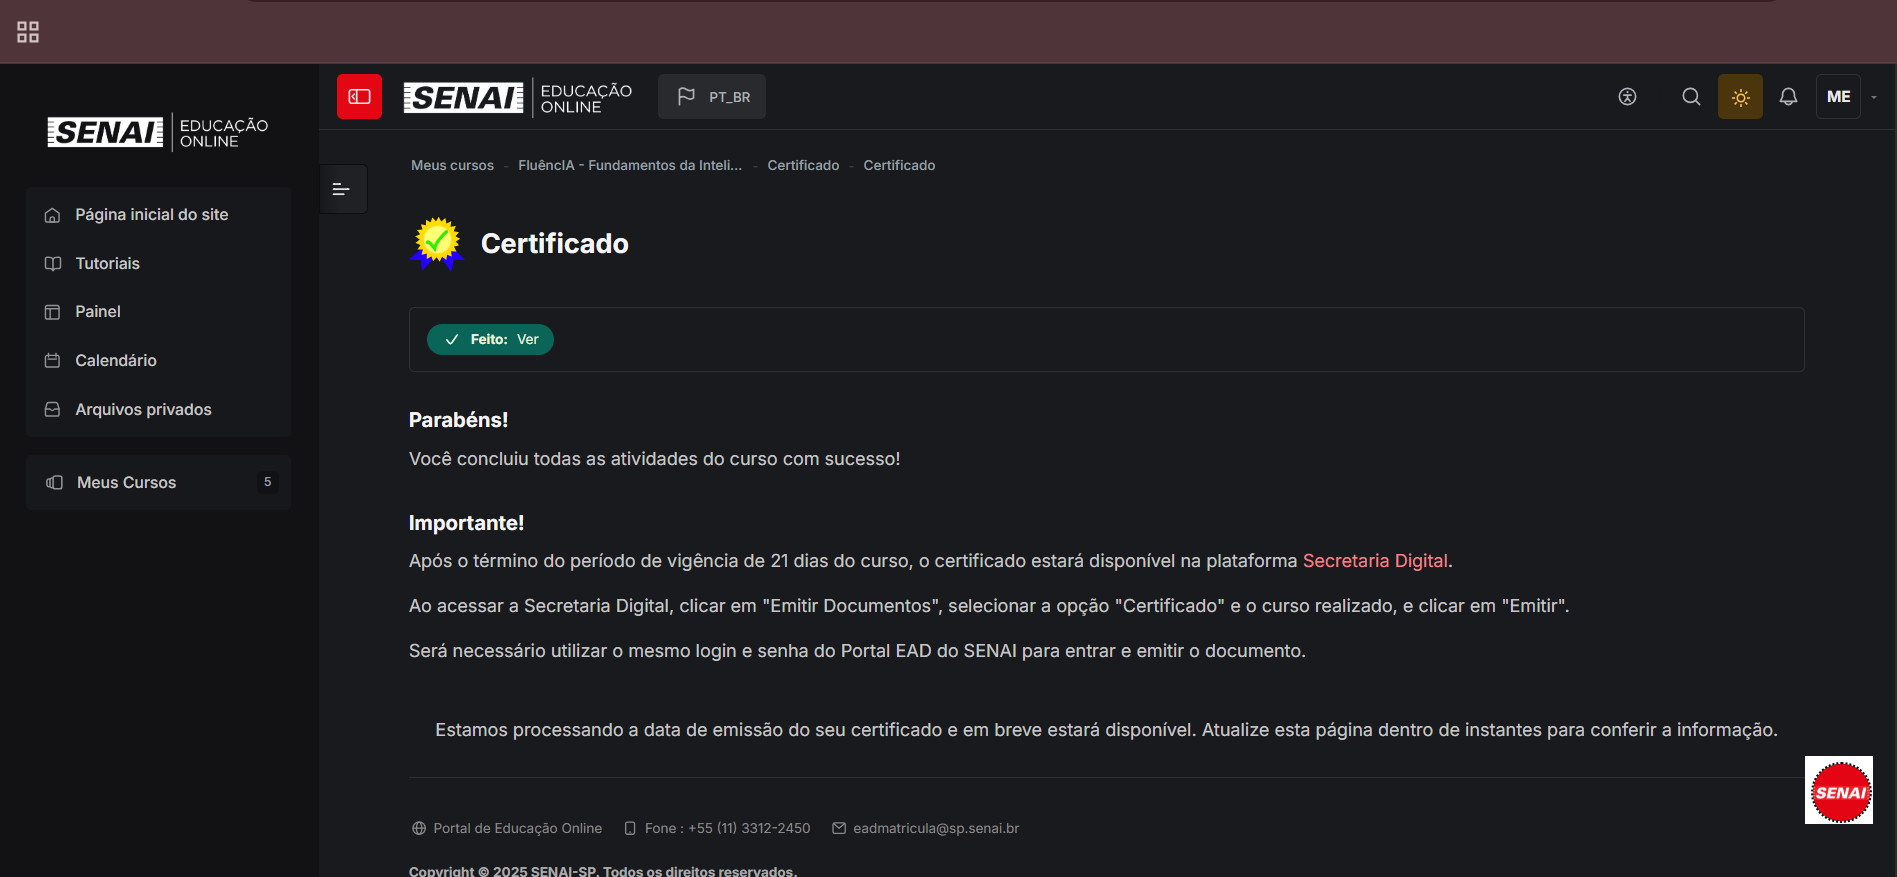 SENAI EDUCAÇÃO ONLINE
PT_BR
ME
SENAI EDUCAÇÃO ONLINE
Página inicial do site
Tutoriais
Painel
Calendário
Arquivos privados
Meus Cursos 5
Meus cursos - FluêncIA - Fundamentos da Inteli... - Certificado - Certificado
Certificado
Feito: Ver
Parabéns!
Você concluiu todas as atividades do curso com sucesso!
Importante!
Após o término do período de vigência de 21 dias do curso, o certificado estará disponível na plataforma Secretaria Digital.
Ao acessar a Secretaria Digital, clicar em "Emitir Documentos", selecionar a opção "Certificado" e o curso realizado, e clicar em "Emitir".
Será necessário utilizar o mesmo login e senha do Portal EAD do SENAI para entrar e emitir o documento.
Estamos processando a data de emissão do seu certificado e em breve estará disponível. Atualize esta página dentro de instantes para conferir a informação.
SENAI
Portal de Educação Online Fone : +55 (11) 3312-2450 eadmatricula@sp.senai.br
Copyright © 2025 SENAI-SP. Todos os direitos reservados.